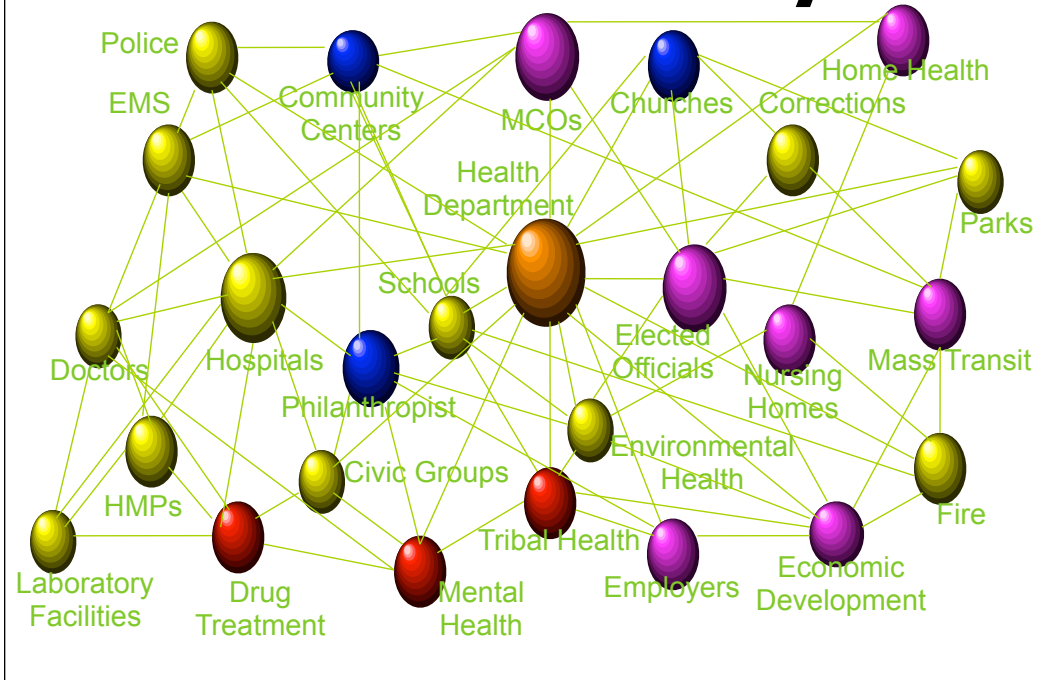 Police
EMS
Community
Centers
MCOs
Churches
Home Health
Corrections
Health
Department
Parks
Schools
Doctors
Hospitals
Philanthropist
Elected
Officials
Nursing
Homes
Mass Transit
HMPs
Civic Groups
Environmental
Health
Fire
Laboratory
Facilities
Drug
Treatment
Mental
Health
Tribal Health
Employers
Economic
Development